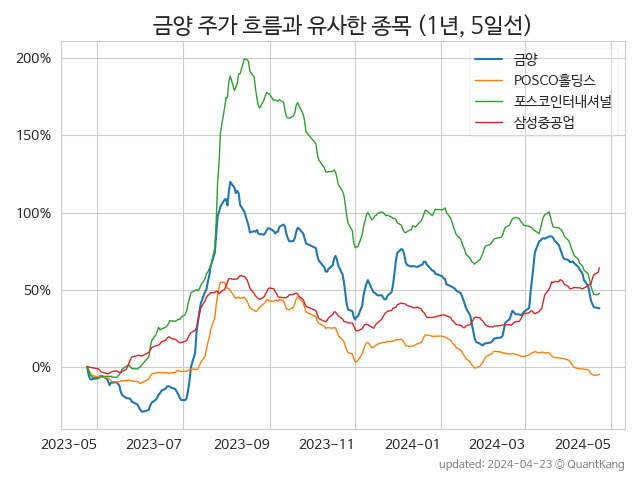 금양 주가 흐름과 유사한 종목 (1년, 5일선)
200%
150%
100%
50%
0%
금양
POSCO홀딩스
포스코인터내셔널
삼성중공업
2023-05 2023-07 2023-09 2023-11 2024-01 2024-03 2024-05
updated: 2024-04-23 © QuantKang